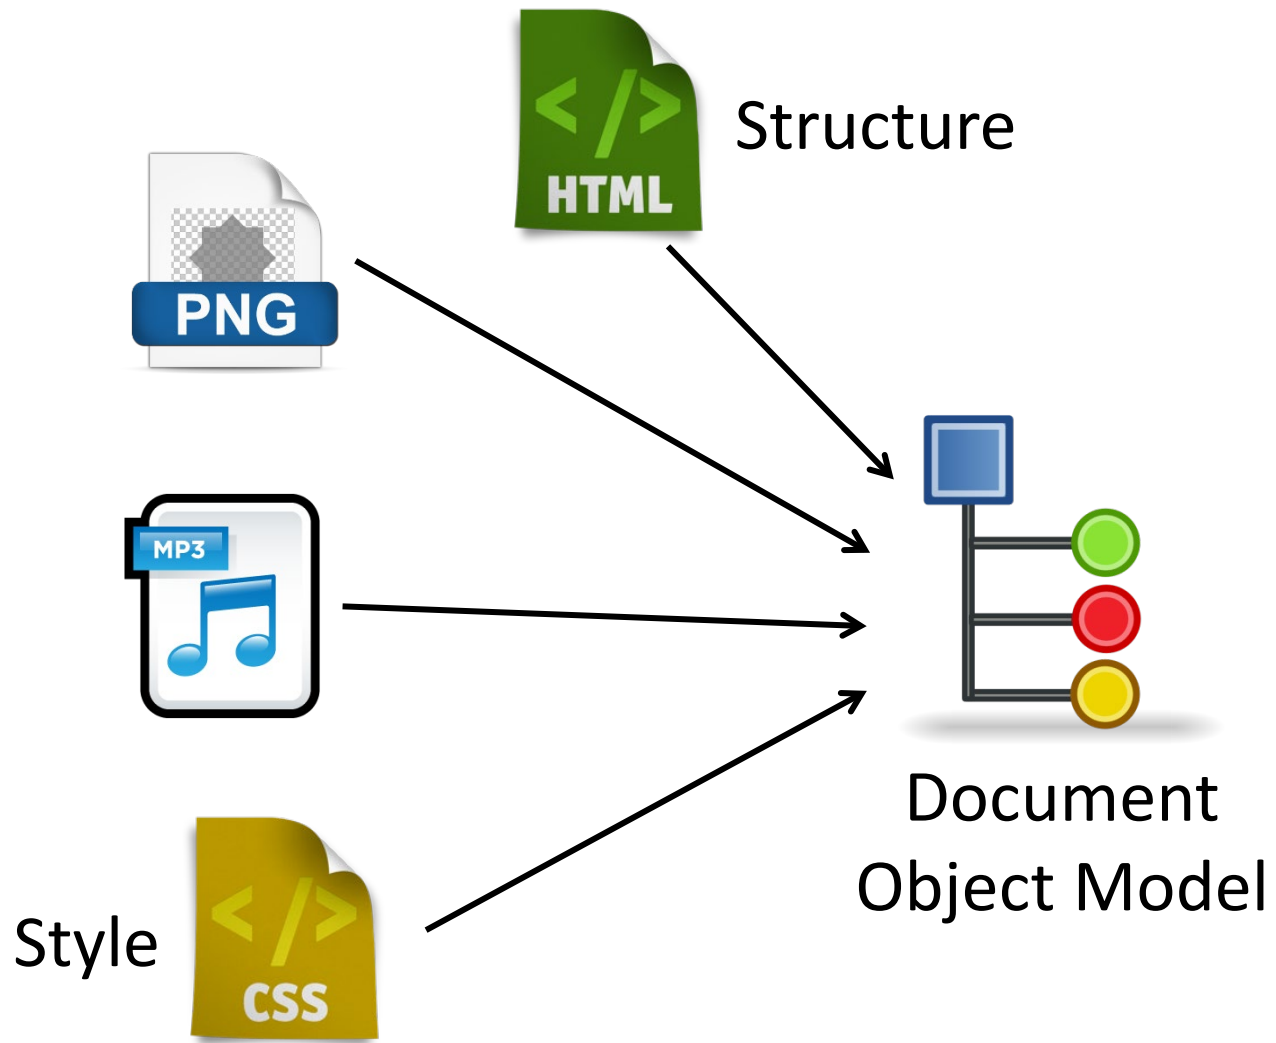 </>
HTML
Structure
PNG
MP3
Document
Object Model
Style
</>
CSS